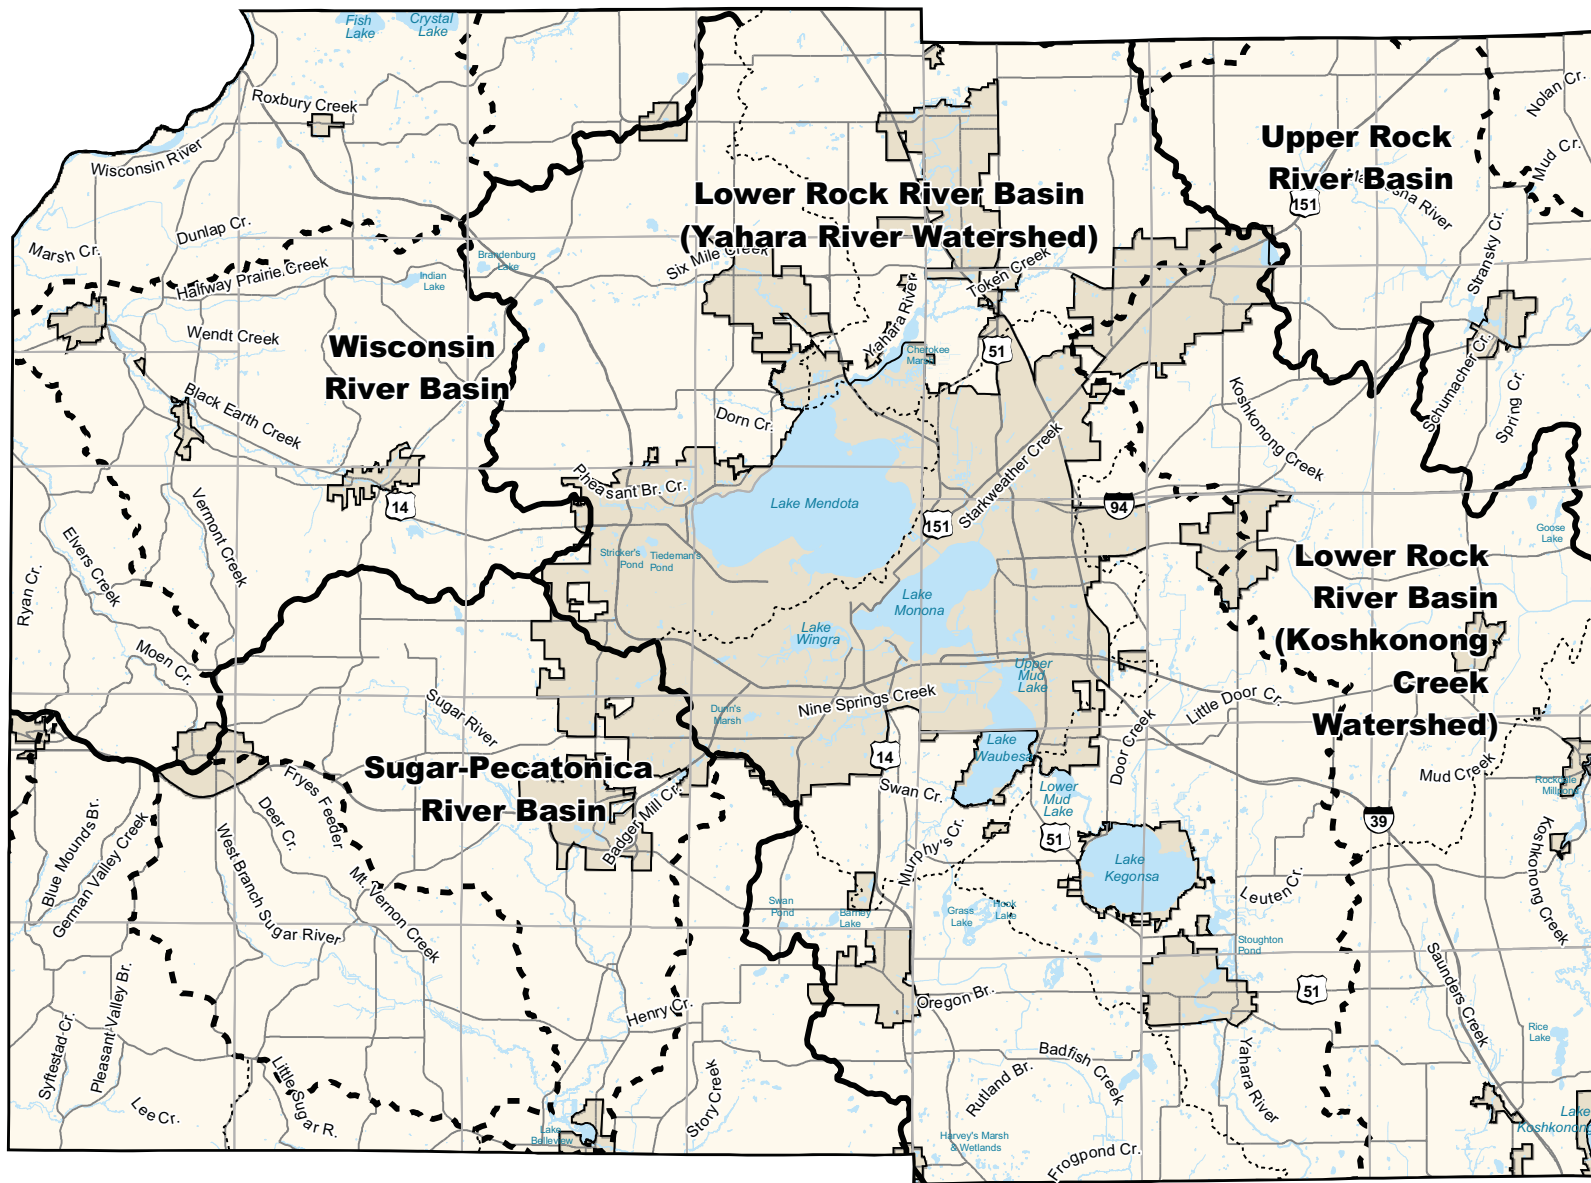 Fish
Lake
Crystal
Lake
Roxbury Creek
Wisconsin River
Nolan Cr.
Mud Cr.
Upper Rock
River Basin
151
Lower Rock River Basin
(Yahara River Watershed)
Marsh Cr.
Dunlap Cr.
Halfway Prairie Creek
Indian
Lake
Brandenburg
Lake
Six Mile Creek
Token Creek
Yahara River
Stransky Cr.
Wendt Creek
Wisconsin
River Basin
Cherokee
Marsh
51
Schumacher Cr.
Spring Cr.
Koshkonong Creek
Black Earth Creek
Dorn Cr.
Pheasant Br. Cr.
Starkweather Creek
Lake Mendota
151
94
14
Vermont Creek
Elvers Creek
Ryan Cr.
Moen Cr.
Stricker's
Pond
Tiedeman's
Pond
Goose
Lake
Lower Rock
River Basin
(Koshkonong
Creek
Watershed)
Lake
Monona
Lake
Wingra
Upper
Mud
Lake
Nine Springs Creek
Dunn's
Marsh
Sugar River
Little Door Cr.
Door Creek
14
Lake
Waubesa
Swan Cr.
Lower
Mud
Lake
Mud Creek
Rockdale
Millpond
Sugar-Pecatonica
River Basin
Badger Mill Cr.
Fryes Feeder
Deer Cr.
Blue Mounds Br.
German Valley Creek
West Branch Sugar River
Mt. Vernon Creek
Murphy's Cr.
51
39
Lake
Kegonsa
Leuten Cr.
Koshkonong Creek
Swan
Pond
Barney
Lake
Grass
Lake
Hook
Lake
Stoughton
Pond
Saunders Creek
51
Oregon Br.
Henry Cr.
Pleasant Valley Br.
Syftestad Cr.
Lee Cr.
Little Sugar R.
Story Creek
Lake
Belleview
Badfish Creek
Rutland Br.
Yahara River
Rice
Lake
Harvey's Marsh
& Wetlands
Frogpond Cr.
Lake
Koshkonong